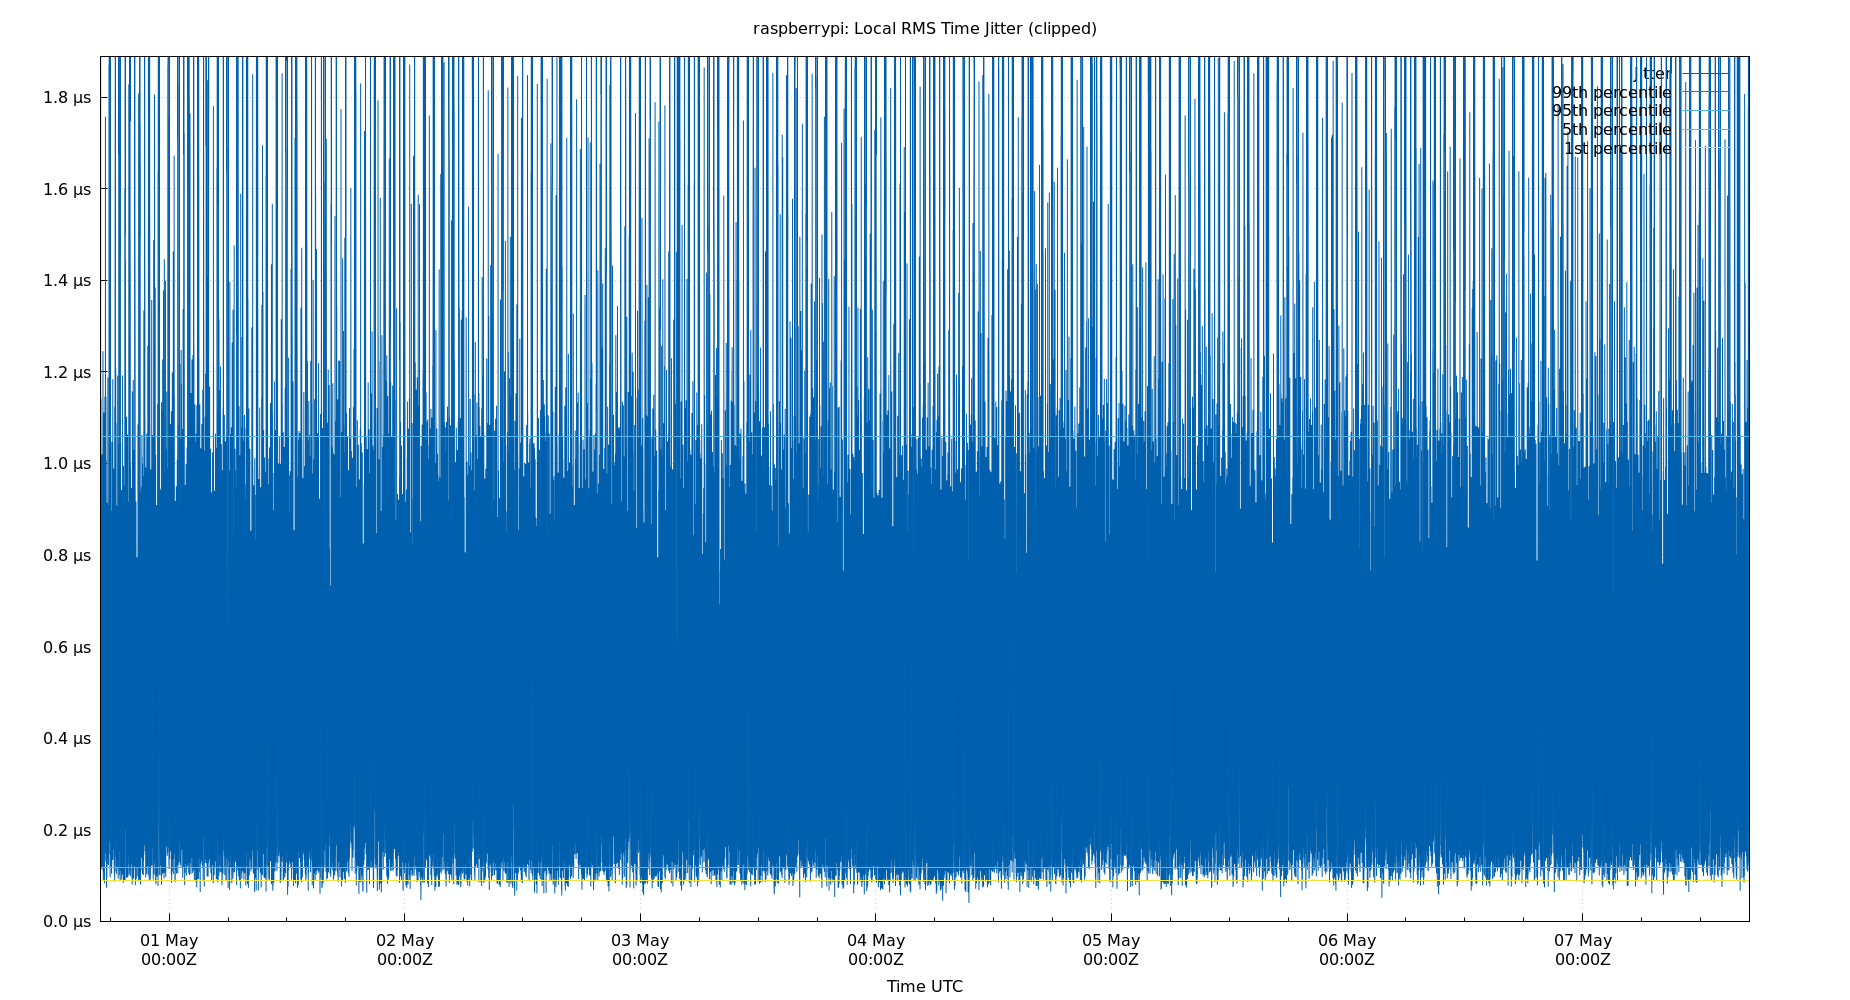 raspberrypi: Local RMS Time Jitter (clipped)
jitter
99th percentile
95th percentile
5th percentile
1st percentile
1.8 µs
1.6 µs
1.4 µs
1.2 µs
1.0 µs
0.8 µs
0.6 µs
0.4 µs
0.2 µs
0.0 µs
01 May 02 May 03 May 04 May 05 May 06 May 07 May
00:00Z 00:00Z 00:00Z 00:00Z 00:00Z 00:00Z 00:00Z
Time UTC